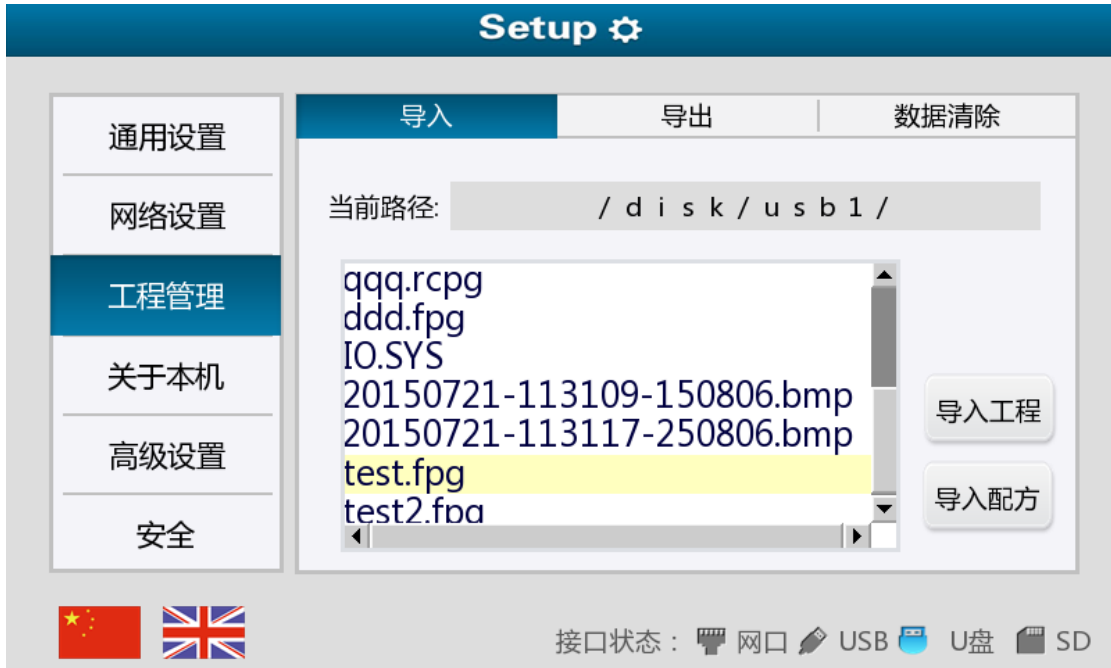 Setup
通用设置
网络设置
工程管理
关于本机
高级设置
安全
导入 导出 数据清除
当前路径: /disk/usb1/
qqq.rcpg
ddd.fpg
IO.SYS
20150721-113109-150806.bmp
20150721-113117-250806.bmp
test.fpg
test2.fpg
导入工程
导入配方
接口状态： 网口 USB U盘 SD